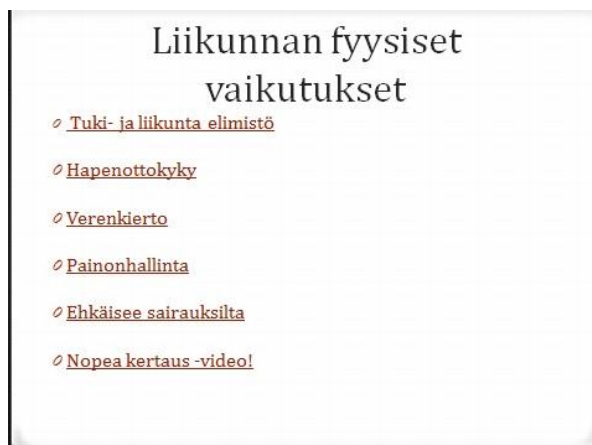 Liikunnan fyysiset
vaikutukset
Tuki- ja liikunta elimistö
Hapenottokyky
Verenkierto
Painonhallinta
Ehkäisee sairauksilta
Nopea kertaus -video!